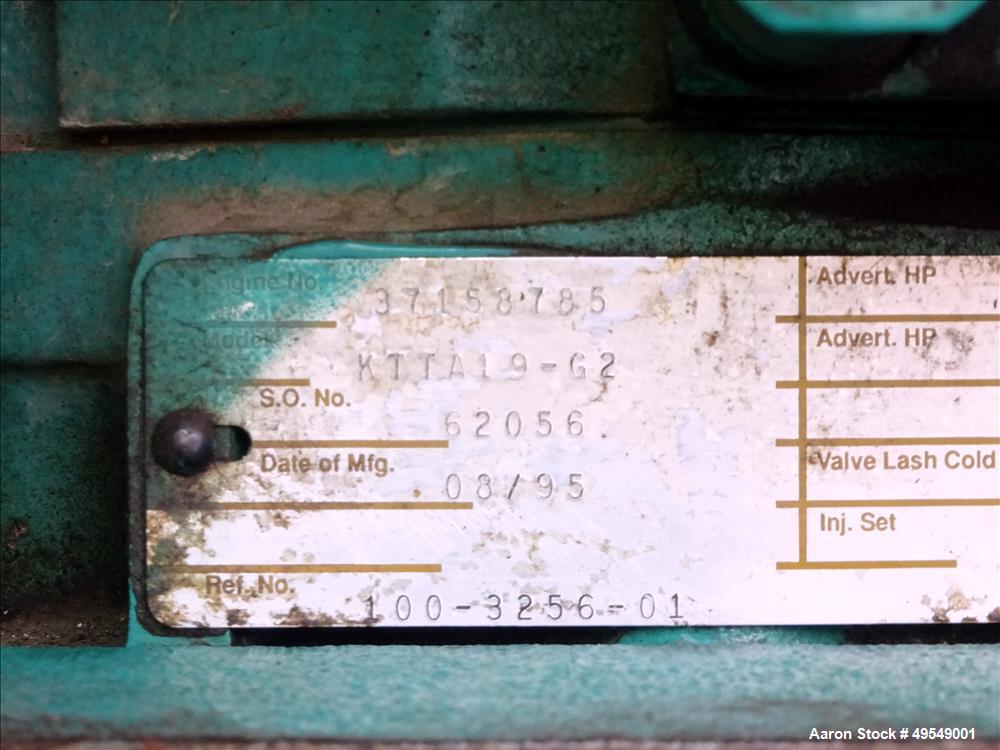 Engine No. 37158785
Model KTTA19-G2
S.O. No. 62056
Date of Mfg. 08/95
Ref. No. 100-3256-01
Advert. HP
Advert. HP
Valve Lash Cold
Inj. Set
Aaron Stock # 49549001